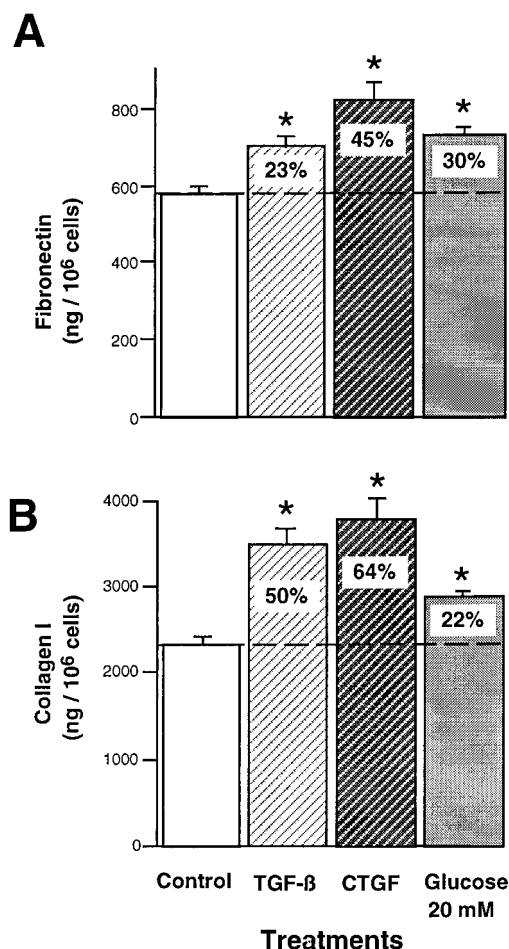 A
*
*
*
800
45%
23%
30%
600
Fibronectin
(ng / 10⁶ cells)
400
200
0
B
4000
*
*
*
3000
64%
50%
22%
Collagen I
(ng / 10⁶ cells)
2000
1000
0
Control TGF-ß CTGF Glucose
20 mM
Treatments